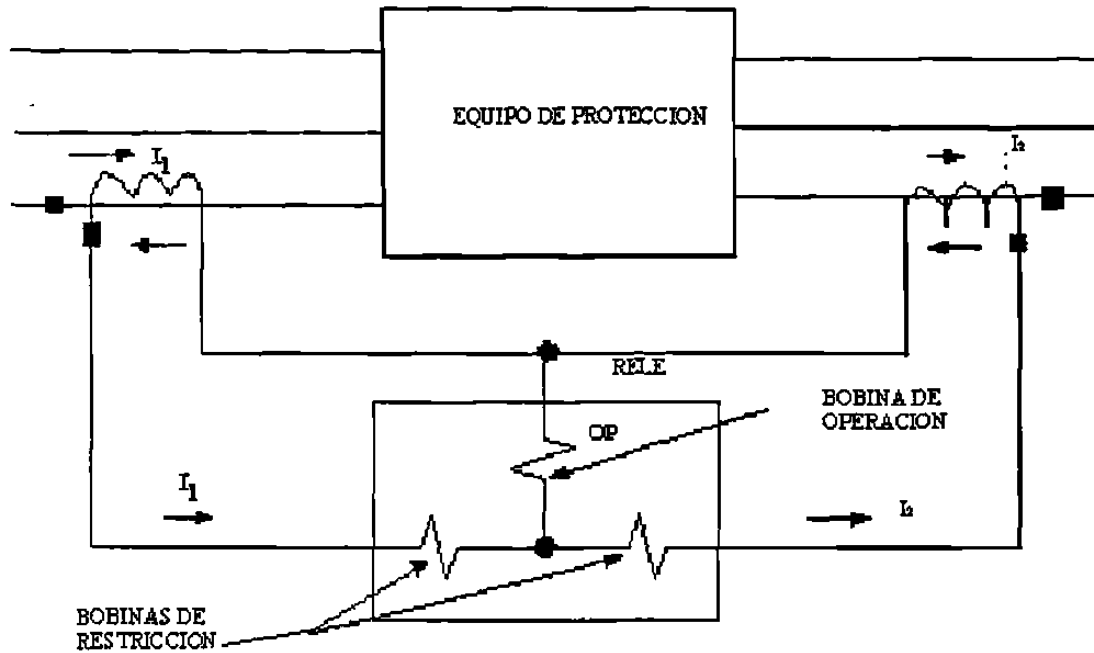 EQUIPO DE PROTECCION
I1
I2
RELE
BOBINA DE
OPERACION
OP
I1
I2
BOBINAS DE
RESTRICCION